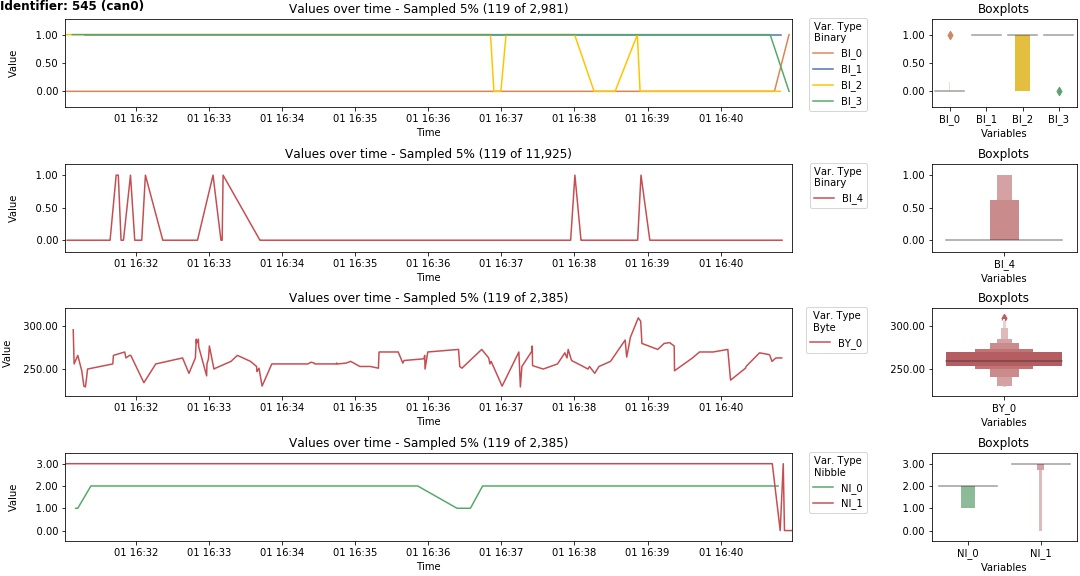 Identifier: 545 (can0)
Values over time - Sampled 5% (119 of 2,981)
Boxplots
Value
1.00
0.50
0.00
01 16:32 01 16:33 01 16:34 01 16:35 01 16:36 01 16:37 01 16:38 01 16:39 01 16:40
Time
Var. Type
Binary
BI_0
BI_1
BI_2
BI_3
1.00
0.50
0.00
BI_0 BI_1 BI_2 BI_3
Variables
Values over time - Sampled 5% (119 of 11,925)
Boxplots
Value
1.00
0.50
0.00
01 16:32 01 16:33 01 16:34 01 16:35 01 16:36 01 16:37 01 16:38 01 16:39 01 16:40
Time
Var. Type
Binary
BI_4
1.00
0.50
0.00
BI_4
Variables
Values over time - Sampled 5% (119 of 2,385)
Boxplots
Value
300.00
250.00
01 16:32 01 16:33 01 16:34 01 16:35 01 16:36 01 16:37 01 16:38 01 16:39 01 16:40
Time
Var. Type
Byte
BY_0
300.00
250.00
BY_0
Variables
Values over time - Sampled 5% (119 of 2,385)
Boxplots
Value
3.00
2.00
1.00
0.00
01 16:32 01 16:33 01 16:34 01 16:35 01 16:36 01 16:37 01 16:38 01 16:39 01 16:40
Time
Var. Type
Nibble
NI_0
NI_1
3.00
2.00
1.00
0.00
NI_0 NI_1
Variables